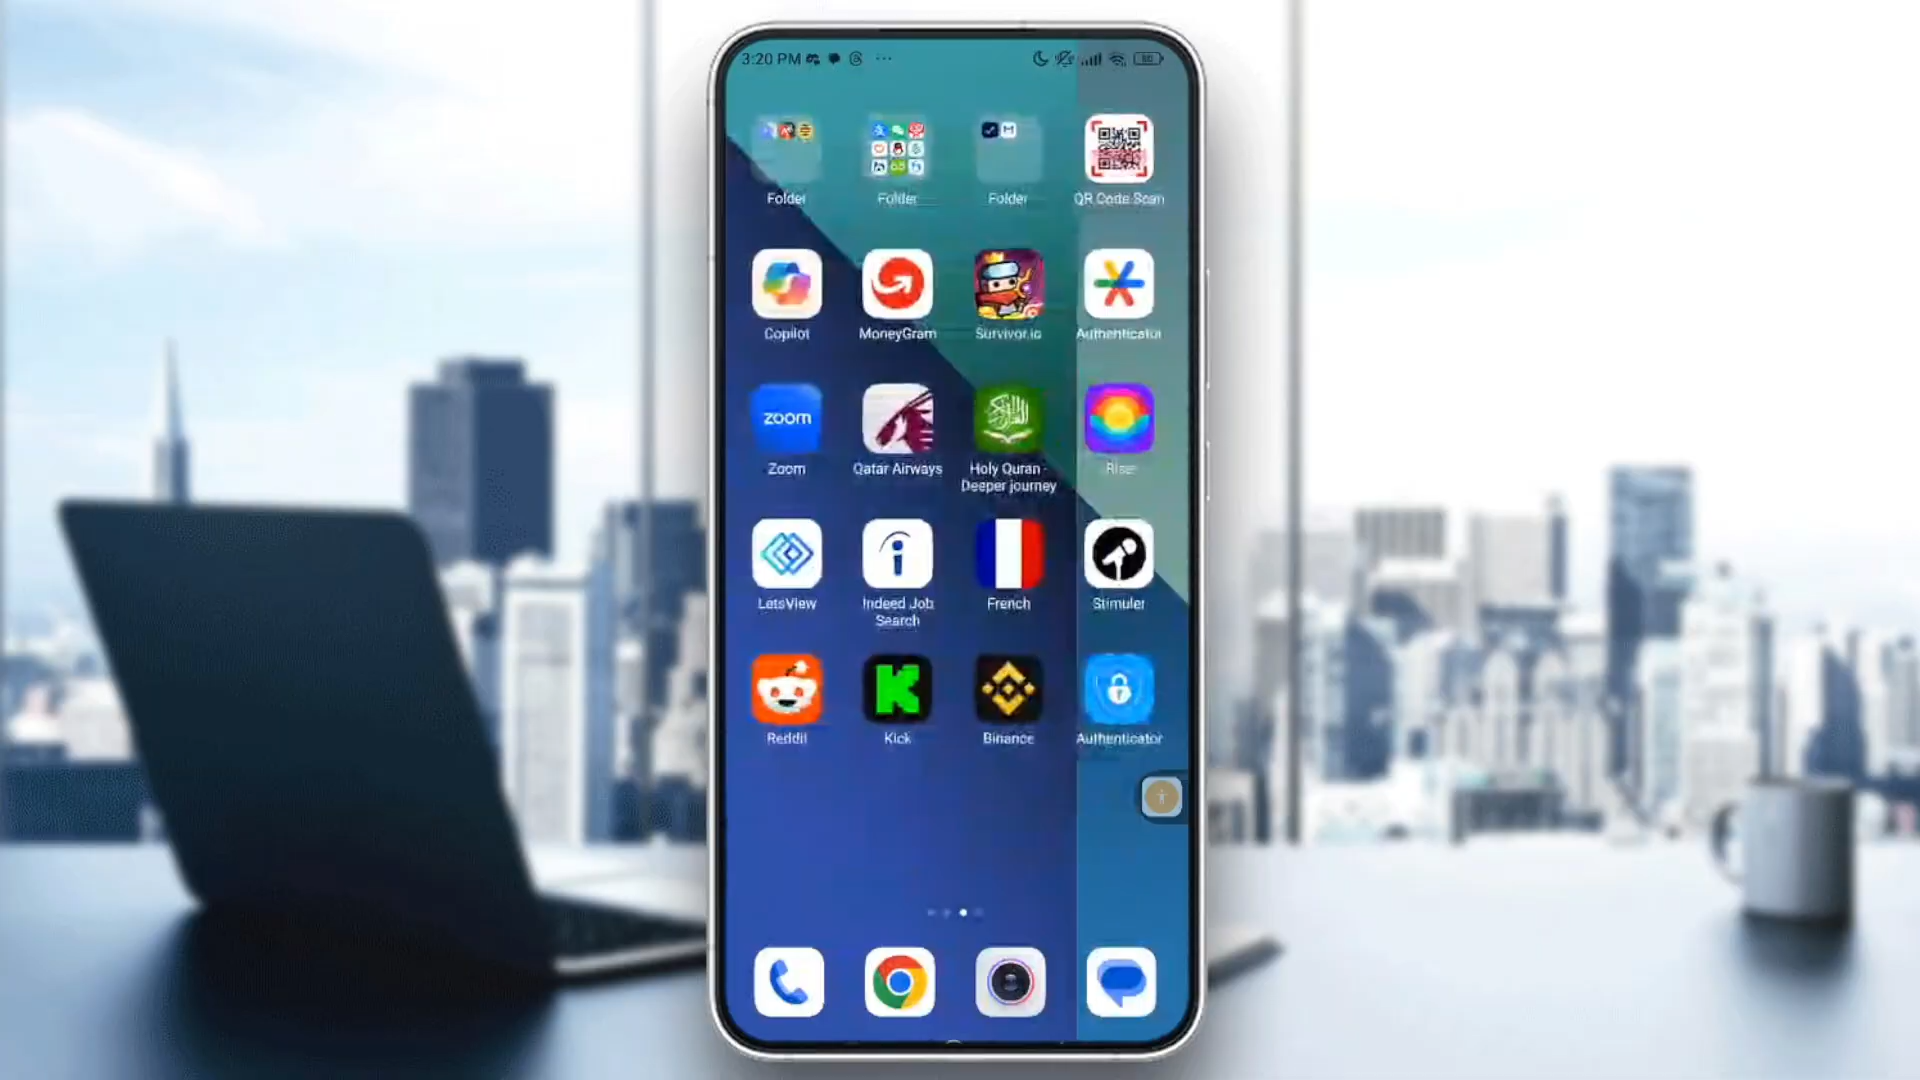 3:20 PM
Folder
Folder
Folder
QR Code Scan
Copilot
MoneyGram
Survivor.io
Authenticator
zoom
Zoom
Qatar Airways
Holy Quran -
Deeper journey
Rise
LetsView
Indeed Job
Search
French
Stimuler
Reddit
Kick
Binance
Authenticator